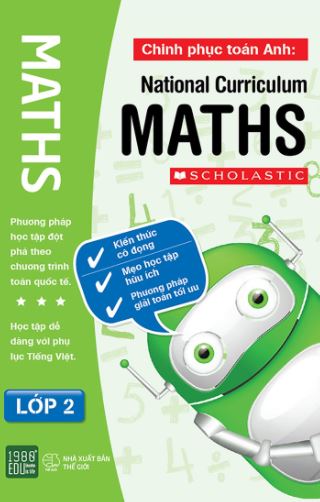 MATHS
Chinh phục toán Anh:
National Curriculum
MATHS
SCHOLASTIC
Phương pháp
học tập đột
phá theo
chương trình
toán quốc tế.
Học tập dễ
dàng với phụ
lục Tiếng Việt.
Kiến thức
cô đọng
Mẹo học tập
hữu ích
Phương pháp
giải toán tối ưu
LỚP 2
1980
EDU
NHÀ XUẤT BẢN
THẾ GIỚI